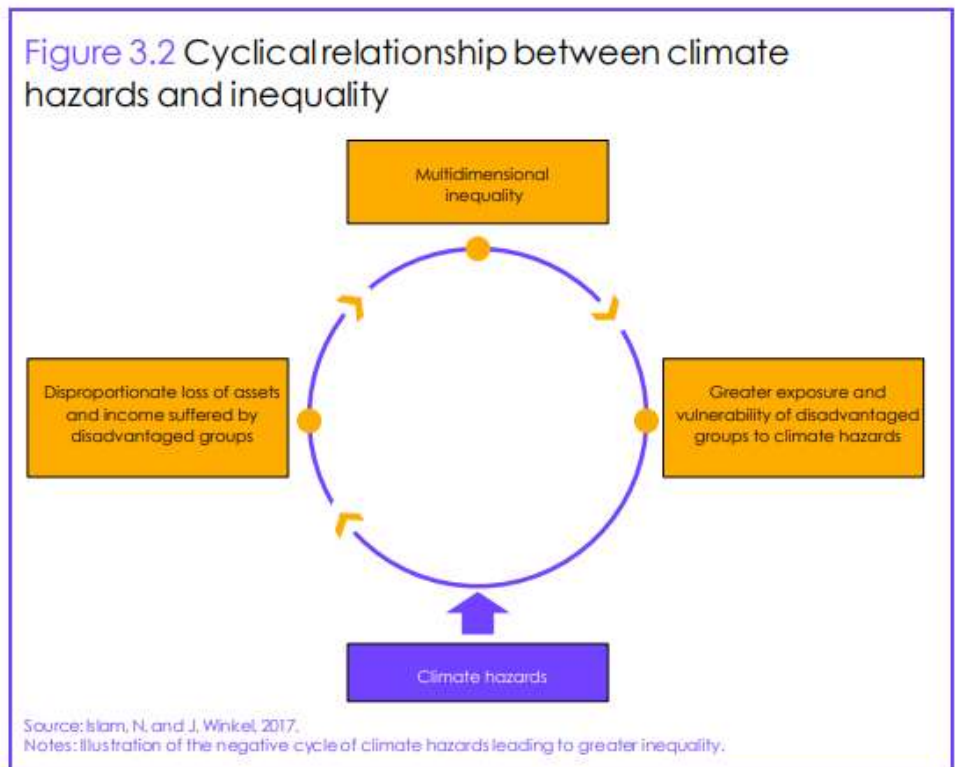 Figure 3.2 Cyclical relationship between climate
hazards and inequality
Multidimensional
inequality
Disproportionate loss of assets
and income suffered by
disadvantaged groups
Greater exposure and
vulnerability of disadvantaged
groups to climate hazards
Climate hazards
Source: Islam, N. and J. Winkel, 2017.
Notes: Illustration of the negative cycle of climate hazards leading to greater inequality.